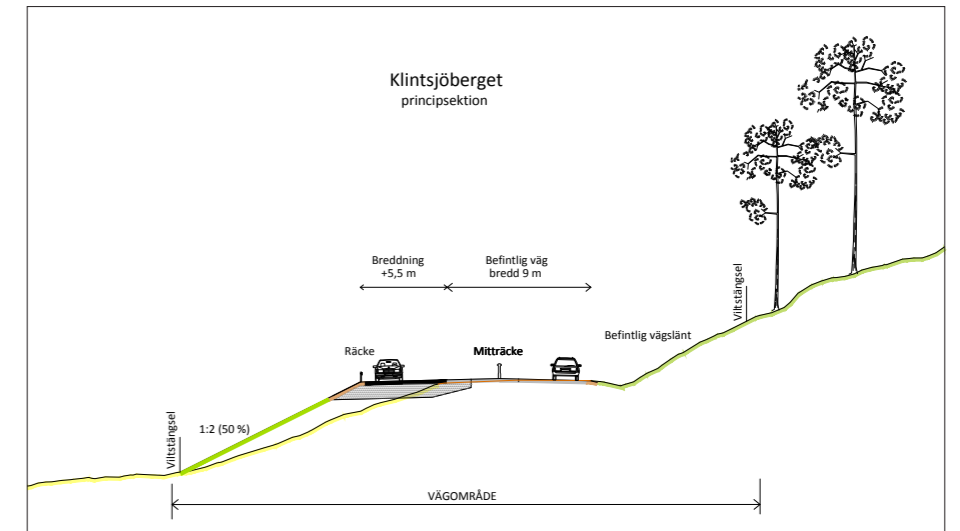 Klintsjöberget
principsektion
Breddning
+5,5 m
Befintlig väg
bredd 9 m
Viltstängsel
Befintlig vägslänt
Räcke
Mitträcke
Viltstängsel
1:2 (50 %)
VÄGOMRÅDE